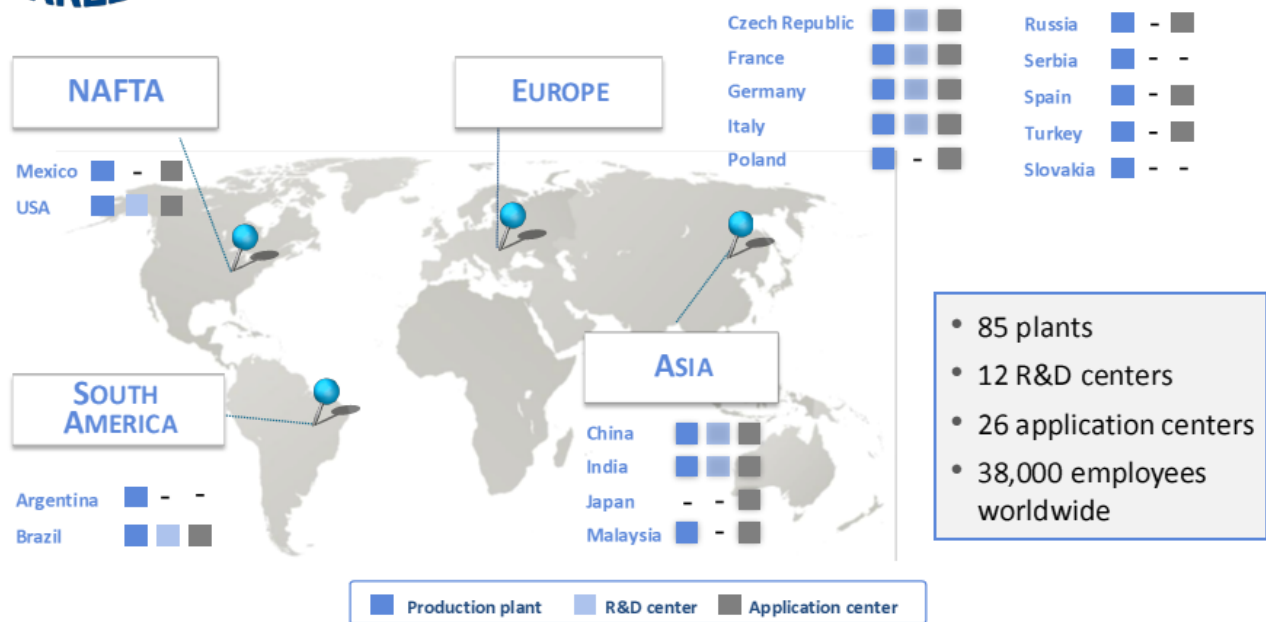 NAFTA
Mexico -
USA
EUROPE
Czech Republic
France
Germany
Italy
Poland -
Russia -
Serbia - -
Spain -
Turkey -
Slovakia - -
SOUTH
AMERICA
Argentina - -
Brazil
ASIA
China
India
Japan - -
Malaysia -
• 85 plants
• 12 R&D centers
• 26 application centers
• 38,000 employees
worldwide
Production plant R&D center Application center